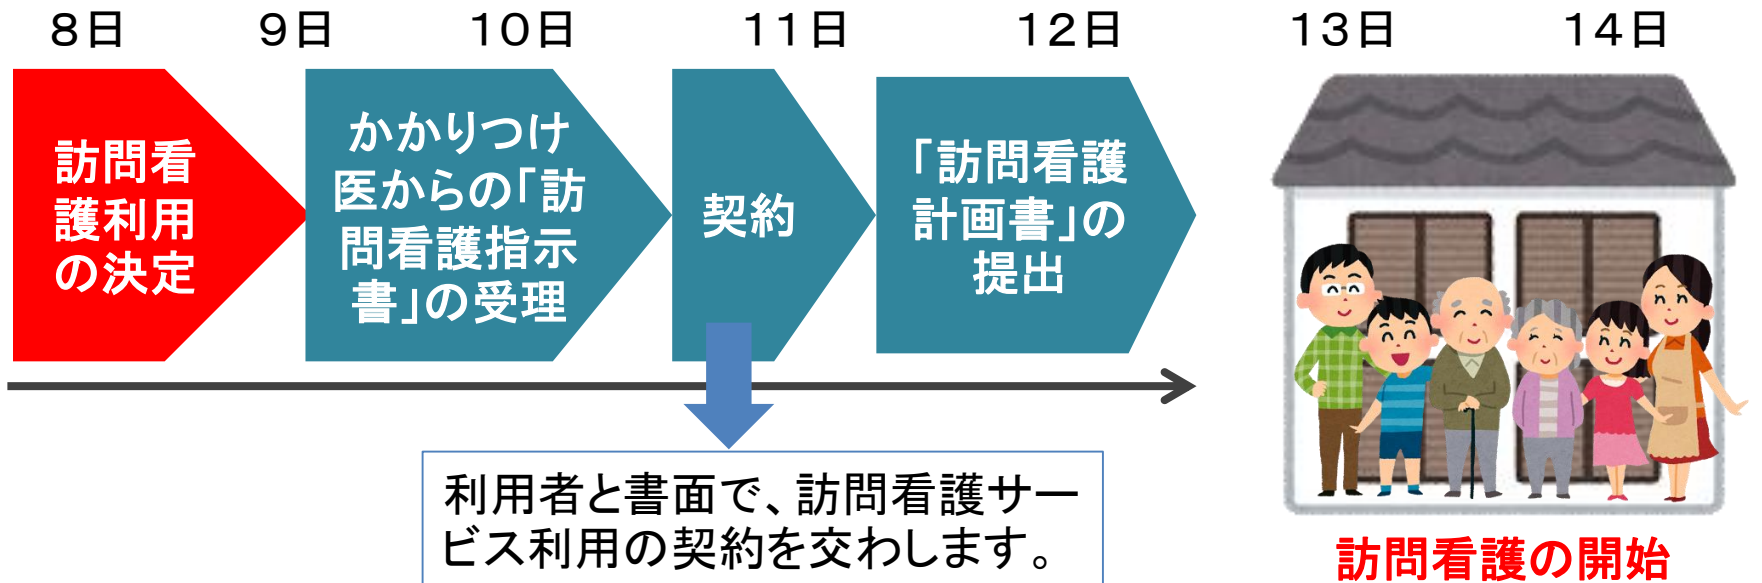 8日 9日 10日 11日 12日 13日 14日
訪問看
護利用
の決定
かかりつけ
医からの「訪
問看護指示
書」の受理
契約
「訪問看護
計画書」の
提出
利用者と書面で、訪問看護サー
ビス利用の契約を交わします。
訪問看護の開始